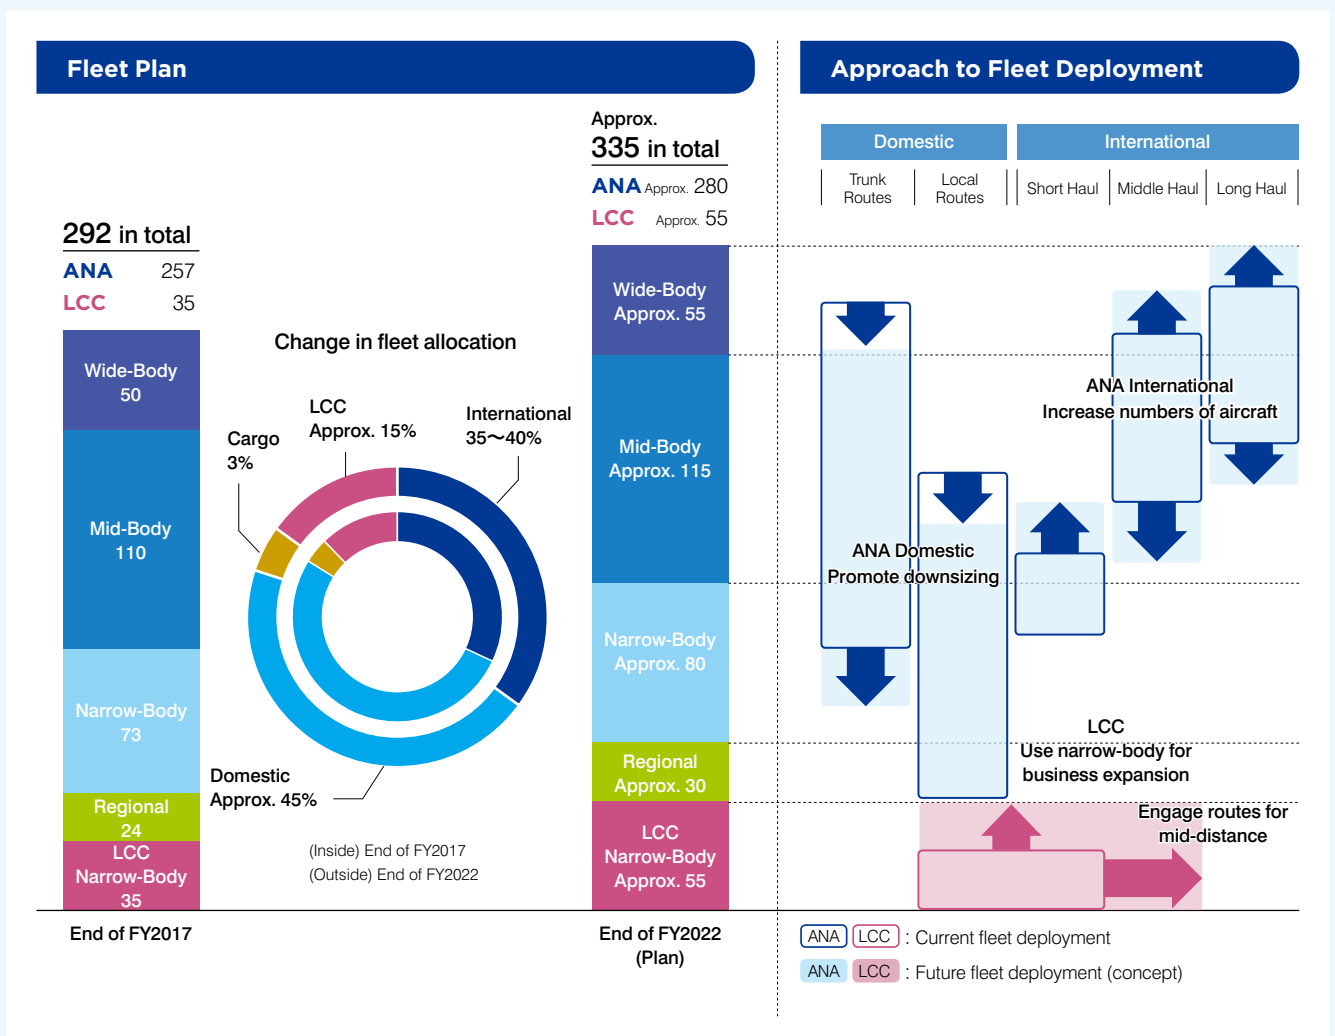 Fleet Plan
292 in total
ANA 257
LCC 35
Wide-Body
50
Mid-Body
110
Narrow-Body
73
Regional
24
LCC
Narrow-Body
35
End of FY2017
Change in fleet allocation
LCC
Approx. 15%
International
35〜40%
Cargo
3%
Domestic
Approx. 45%
(Inside) End of FY2017
(Outside) End of FY2022
Approx.
335 in total
ANA Approx. 280
LCC Approx. 55
Wide-Body
Approx. 55
Mid-Body
Approx. 115
Narrow-Body
Approx. 80
Regional
Approx. 30
LCC
Narrow-Body
Approx. 55
End of FY2022
(Plan)
Approach to Fleet Deployment
Domestic
International
Trunk
Routes
Local
Routes
Short Haul
Middle Haul
Long Haul
ANA International
Increase numbers of aircraft
ANA Domestic
Promote downsizing
LCC
Use narrow-body for
business expansion
Engage routes for
mid-distance
ANA LCC : Current fleet deployment
ANA LCC : Future fleet deployment (concept)